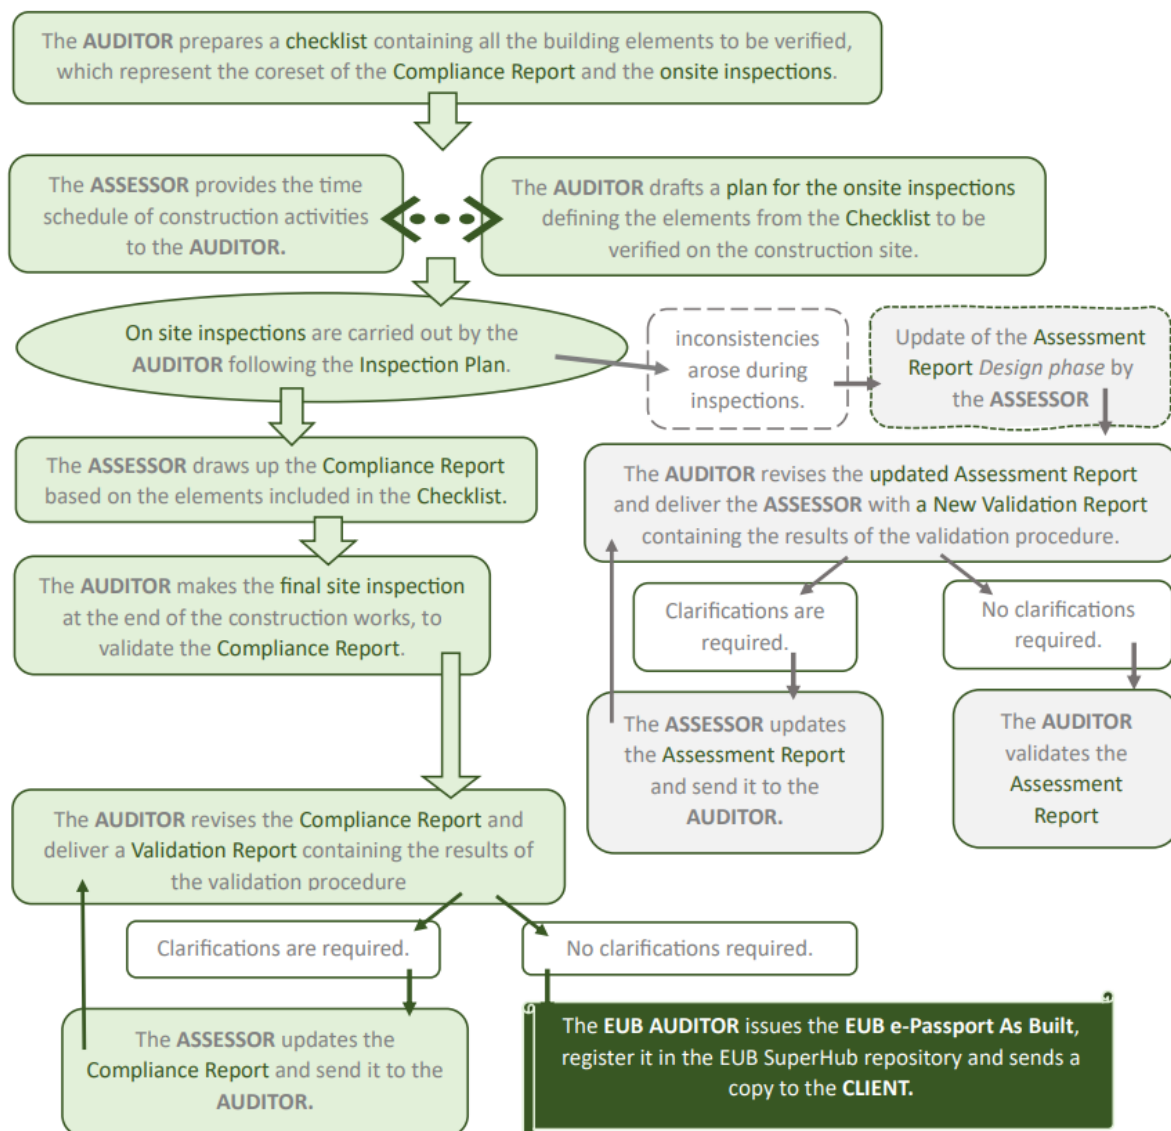 The AUDITOR prepares a checklist containing all the building elements to be verified,
which represent the coreset of the Compliance Report and the onsite inspections.
The ASSESSOR provides the time
schedule of construction activities
to the AUDITOR.
The AUDITOR drafts a plan for the onsite inspections
defining the elements from the Checklist to be
verified on the construction site.
On site inspections are carried out by the
AUDITOR following the Inspection Plan.
inconsistencies
arose during
inspections.
Update of the Assessment
Report Design phase by
the ASSESSOR
The ASSESSOR draws up the Compliance Report
based on the elements included in the Checklist.
The AUDITOR revises the updated Assessment Report
and deliver the ASSESSOR with a New Validation Report
containing the results of the validation procedure.
The AUDITOR makes the final site inspection
at the end of the construction works, to
validate the Compliance Report.
Clarifications are
required.
No clarifications
required.
The ASSESSOR updates
the Assessment Report
and send it to the
AUDITOR.
The AUDITOR
validates the
Assessment
Report
The AUDITOR revises the Compliance Report and
deliver a Validation Report containing the results of
the validation procedure
Clarifications are required.
No clarifications required.
The ASSESSOR updates the
Compliance Report and send it to the
AUDITOR.
The EUB AUDITOR issues the EUB e-Passport As Built,
register it in the EUB SuperHub repository and sends a
copy to the CLIENT.